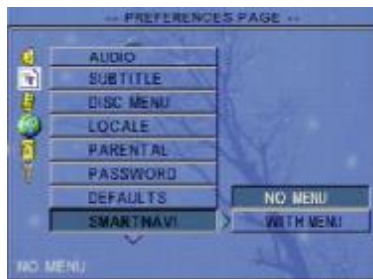 -- PREFERENCES PAGE --
AUDIO
SUBTITLE
DISC MENU
LOCALE
PARENTAL
PASSWORD
DEFAULTS
NO MENU
SMARTNAVI
WITH MENU
NO MENU